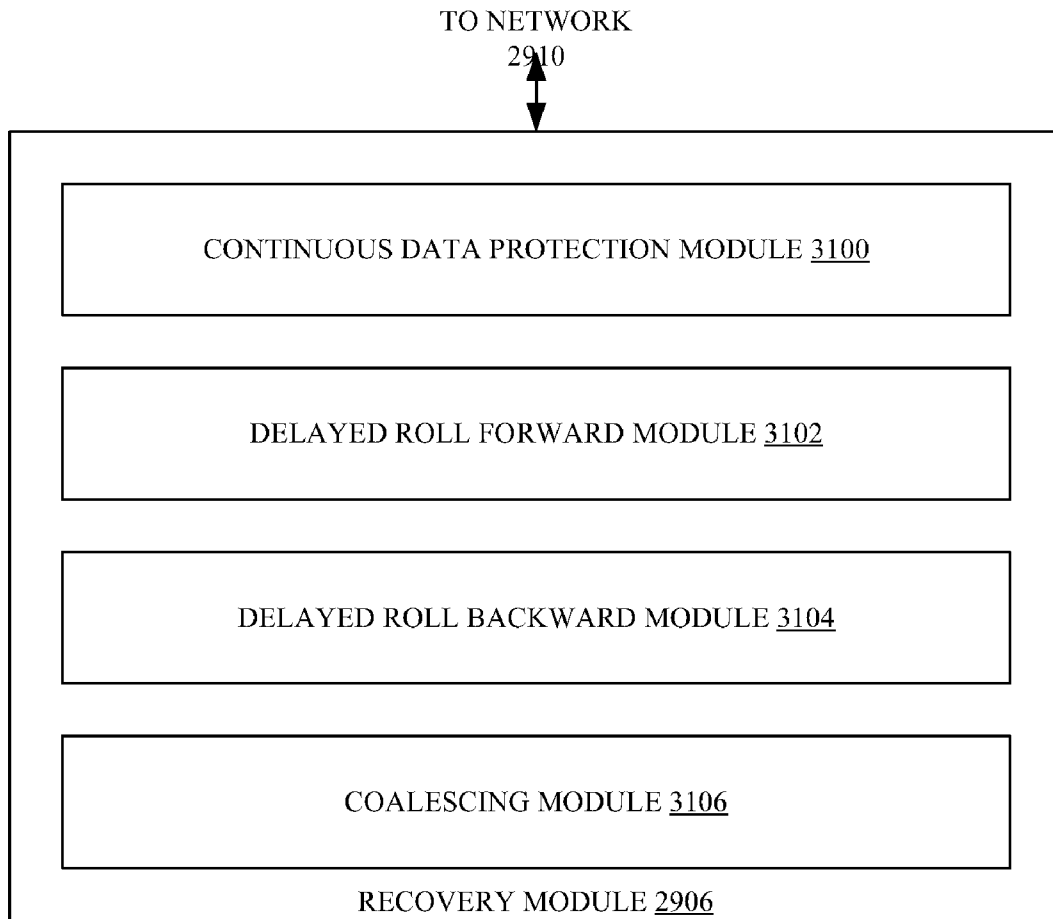 TO NETWORK
2910
CONTINUOUS DATA PROTECTION MODULE 3100
DELAYED ROLL FORWARD MODULE 3102
DELAYED ROLL BACKWARD MODULE 3104
COALESCING MODULE 3106
RECOVERY MODULE 2906